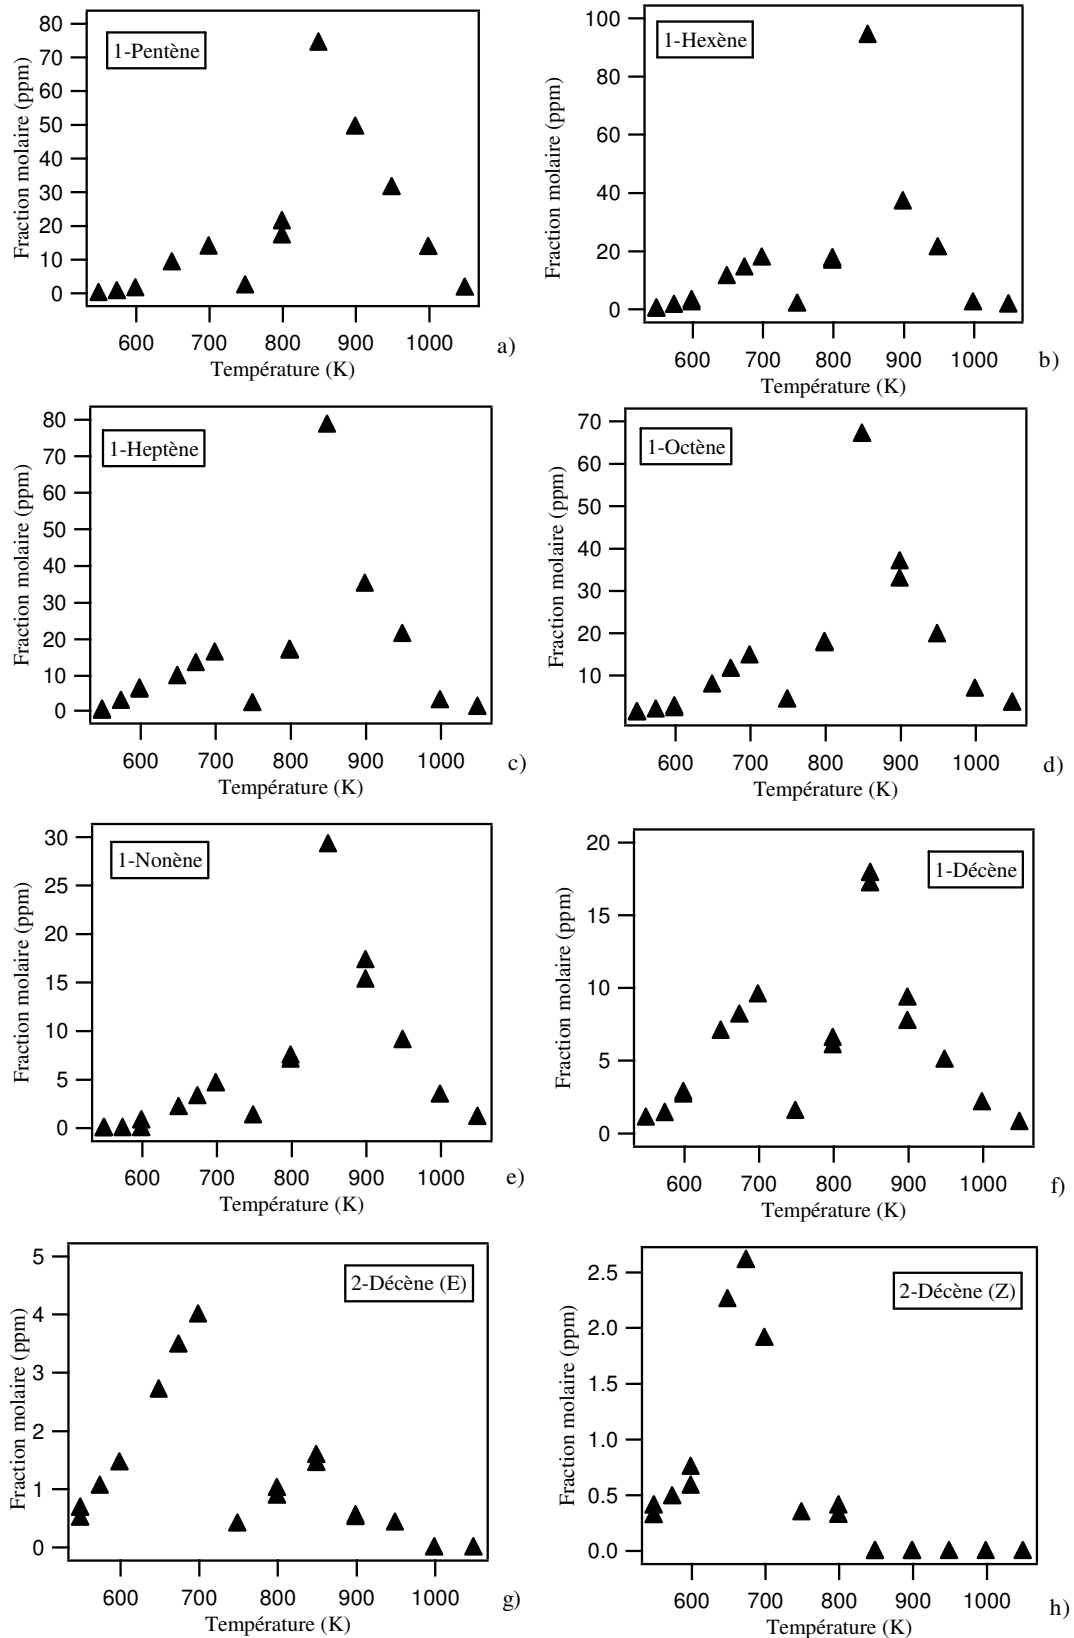 1-Pentène
Fraction molaire (ppm)
80
70
60
50
40
30
20
10
0
600 700 800 900 1000
Température (K)
a)
1-Hexène
Fraction molaire (ppm)
100
80
60
40
20
0
600 700 800 900 1000
Température (K)
b)
1-Heptène
Fraction molaire (ppm)
80
70
60
50
40
30
20
10
0
600 700 800 900 1000
Température (K)
c)
1-Octène
Fraction molaire (ppm)
70
60
50
40
30
20
10
600 700 800 900 1000
Température (K)
d)
1-Nonène
Fraction molaire (ppm)
30
25
20
15
10
5
0
600 700 800 900 1000
Température (K)
e)
1-Décène
Fraction molaire (ppm)
20
15
10
5
0
600 700 800 900 1000
Température (K)
f)
2-Décène (E)
Fraction molaire (ppm)
5
4
3
2
1
0
600 700 800 900 1000
Température (K)
g)
2-Décène (Z)
Fraction molaire (ppm)
2.5
2.0
1.5
1.0
0.5
0.0
600 700 800 900 1000
Température (K)
h)